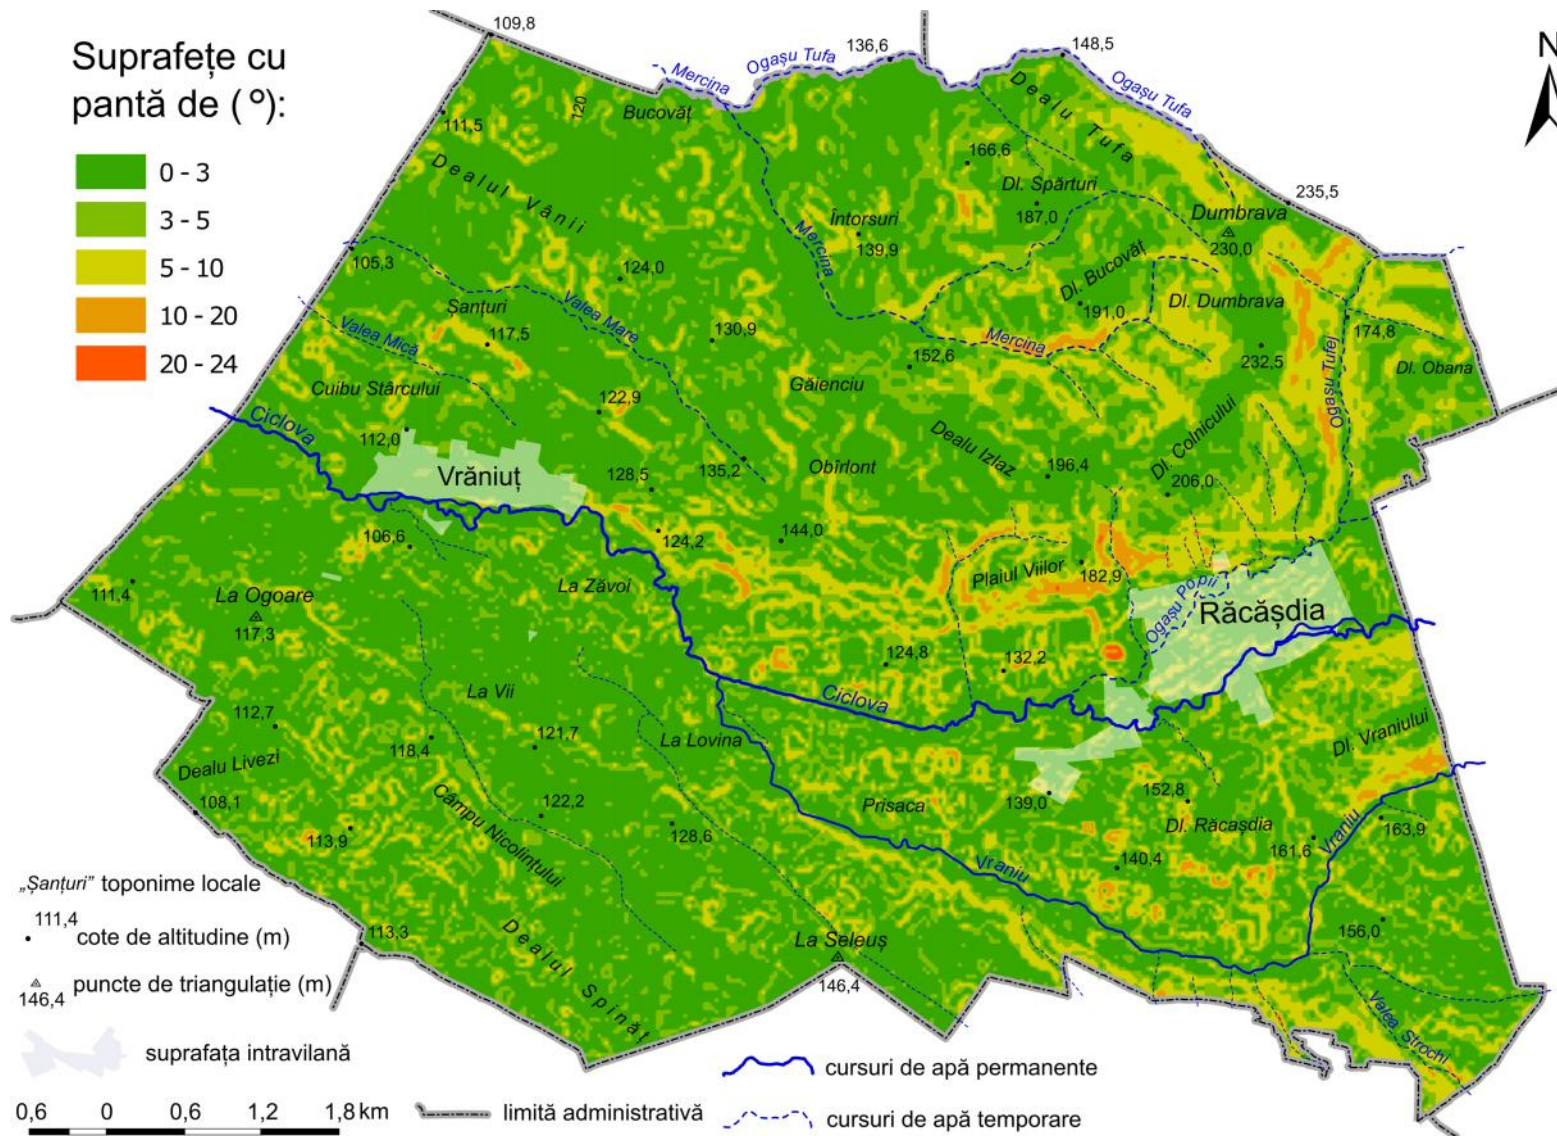 Suprafețe cu
pantă de (°):
0 - 3
3 - 5
5 - 10
10 - 20
20 - 24
N
109,8
136,6
148,5
Mercina
Ogașu Tufa
Ogașu Tufa
111,5
120
Bucovăț
Dealu Tufa
166,6
Dealul Vânii
Dl. Spărturi
187,0
235,5
Întorsuri
139,9
Dumbrava
230,0
Mercina
105,3
124,0
Dl. Bucovăț
191,0
Dl. Dumbrava
Șanțuri
117,5
Valea Mare
Valea Mică
130,9
Mercina
174,8
152,6
232,5
Ogașu Tufei
Dl. Obana
Cuibu Stârcului
Găienciu
122,9
Ciclova
112,0
Dealu Izlaz
Dl. Colnicului
Vrăniuț
128,5
135,2
Obîrlont
196,4
206,0
106,6
124,2
144,0
La Zăvoi
Plaiul Viilor
182,9
Ogașu Popii
Răcășdia
111,4
La Ogoare
117,3
124,8
132,2
La Vii
Ciclova
112,7
118,4
121,7
La Lovina
Dl. Vraniului
Dealu Livezi
108,1
Câmpu Nicolințului
122,2
128,6
Prisaca
139,0
152,8
Dl. Răcașdia
Vraniu
163,9
113,9
161,6
140,4
Vraniu
„Șanțuri” toponime locale
111,4
cote de altitudine (m)
113,3
Dealul Spinăț
La Seleuș
146,4
156,0
puncte de triangulație (m)
146,4
Valea Strochi
suprafața intravilană
cursuri de apă permanente
0,6 0 0,6 1,2 1,8 km
limită administrativă
cursuri de apă temporare